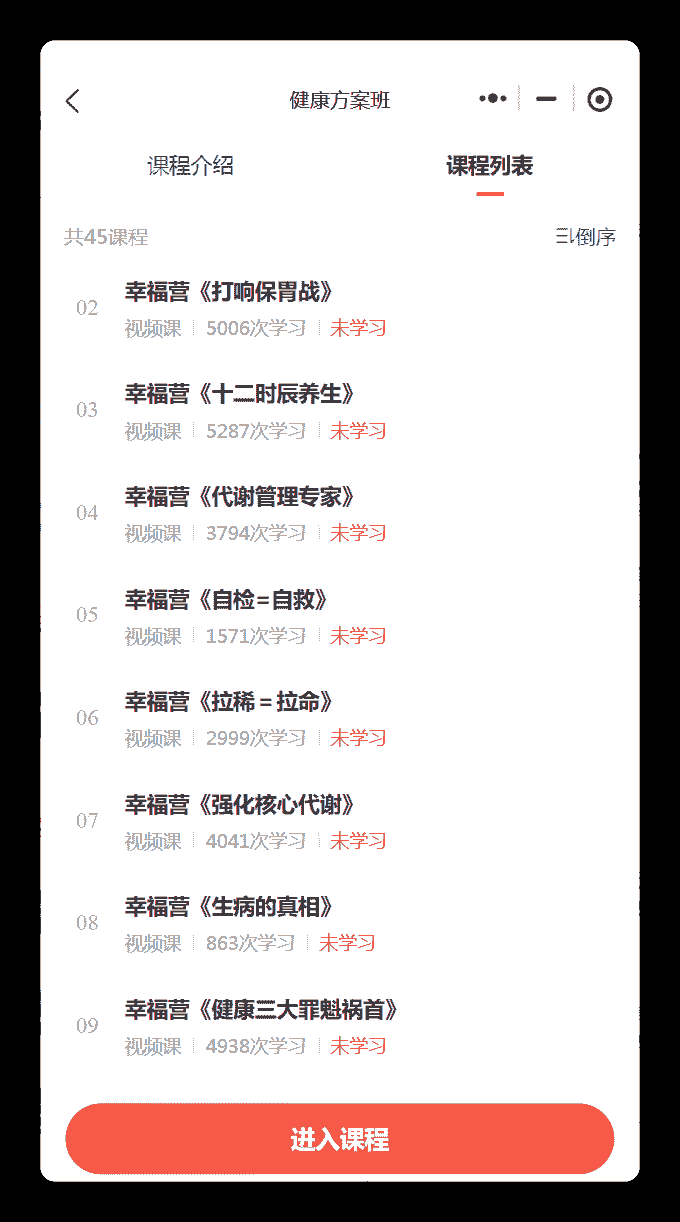 健康方案班
课程介绍
课程列表
共45课程
倒序
02
幸福营《打响保胃战》
视频课 5006次学习 未学习
03
幸福营《十二时辰养生》
视频课 5287次学习 未学习
04
幸福营《代谢管理专家》
视频课 3794次学习 未学习
05
幸福营《自检=自救》
视频课 1571次学习 未学习
06
幸福营《拉稀=拉命》
视频课 2999次学习 未学习
07
幸福营《强化核心代谢》
视频课 4041次学习 未学习
08
幸福营《生病的真相》
视频课 863次学习 未学习
09
幸福营《健康三大罪魁祸首》
视频课 4938次学习 未学习
进入课程